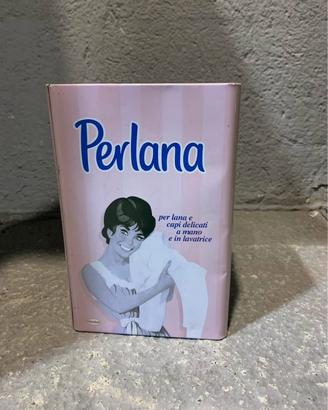 Perlana
per lana e
capi delicati
a mano
e in lavatrice